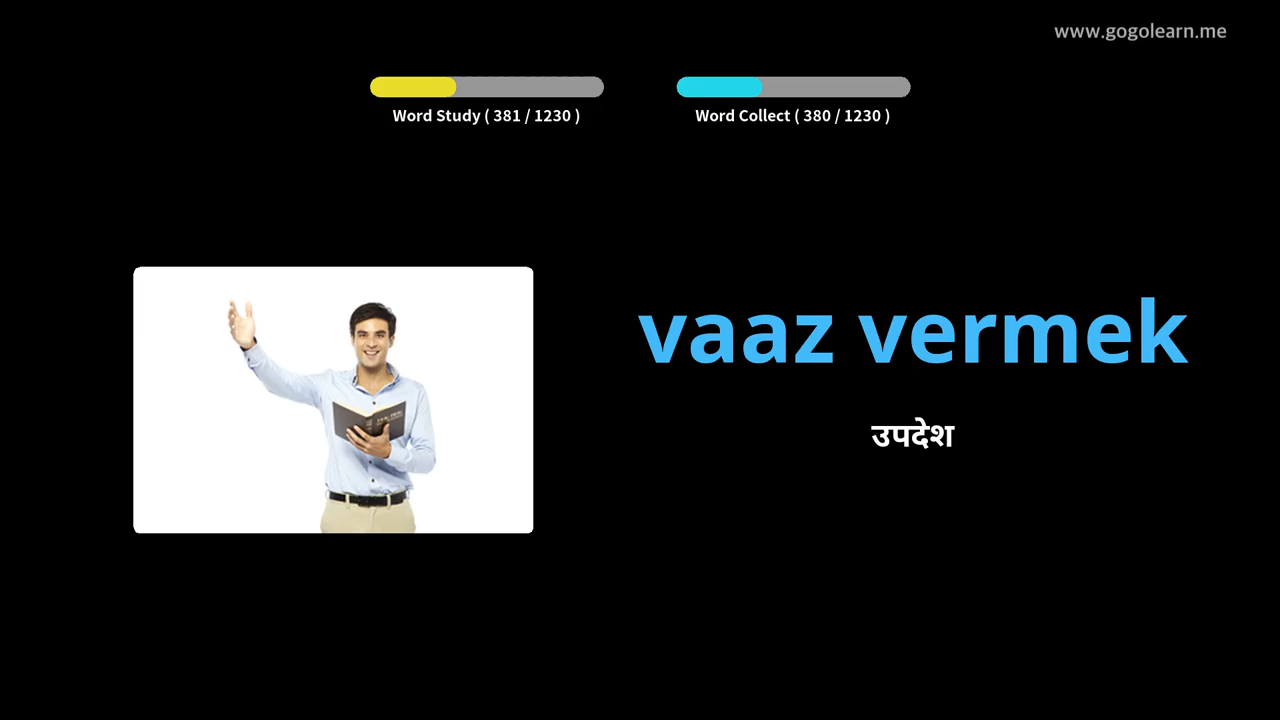 www.gogolearn.me
Word Study ( 381 / 1230 )
Word Collect ( 380 / 1230 )
vaaz vermek
उपदेश